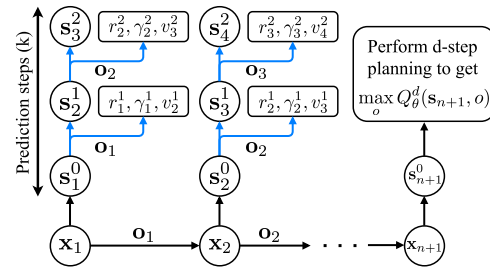 Prediction steps (k)
s_3^2
r_2^2, γ_2^2, v_3^2
s_4^2
r_3^2, γ_3^2, v_4^2
Perform d-step
planning to get
max_o Q_θ^d(s_{n+1}, o)
o_2
o_3
s_2^1
r_1^1, γ_1^1, v_2^1
s_3^1
r_2^1, γ_2^1, v_3^1
o_1
o_2
s_1^0
s_2^0
s_{n+1}^0
x_1
o_1
x_2
o_2
· · ·
x_{n+1}